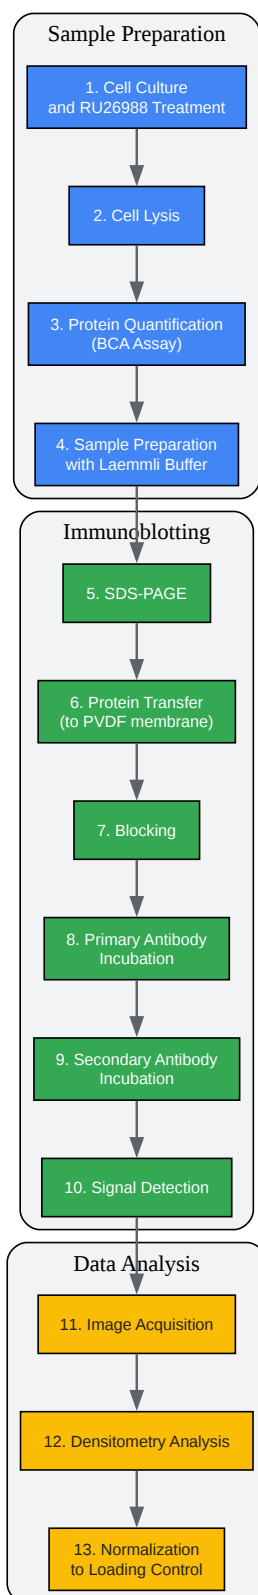 Sample Preparation
1. Cell Culture
and RU26988 Treatment
2. Cell Lysis
3. Protein Quantification
(BCA Assay)
4. Sample Preparation
with Laemmli Buffer
Immunoblotting
5. SDS-PAGE
6. Protein Transfer
(to PVDF membrane)
7. Blocking
8. Primary Antibody
Incubation
9. Secondary Antibody
Incubation
10. Signal Detection
Data Analysis
11. Image Acquisition
12. Densitometry Analysis
13. Normalization
to Loading Control